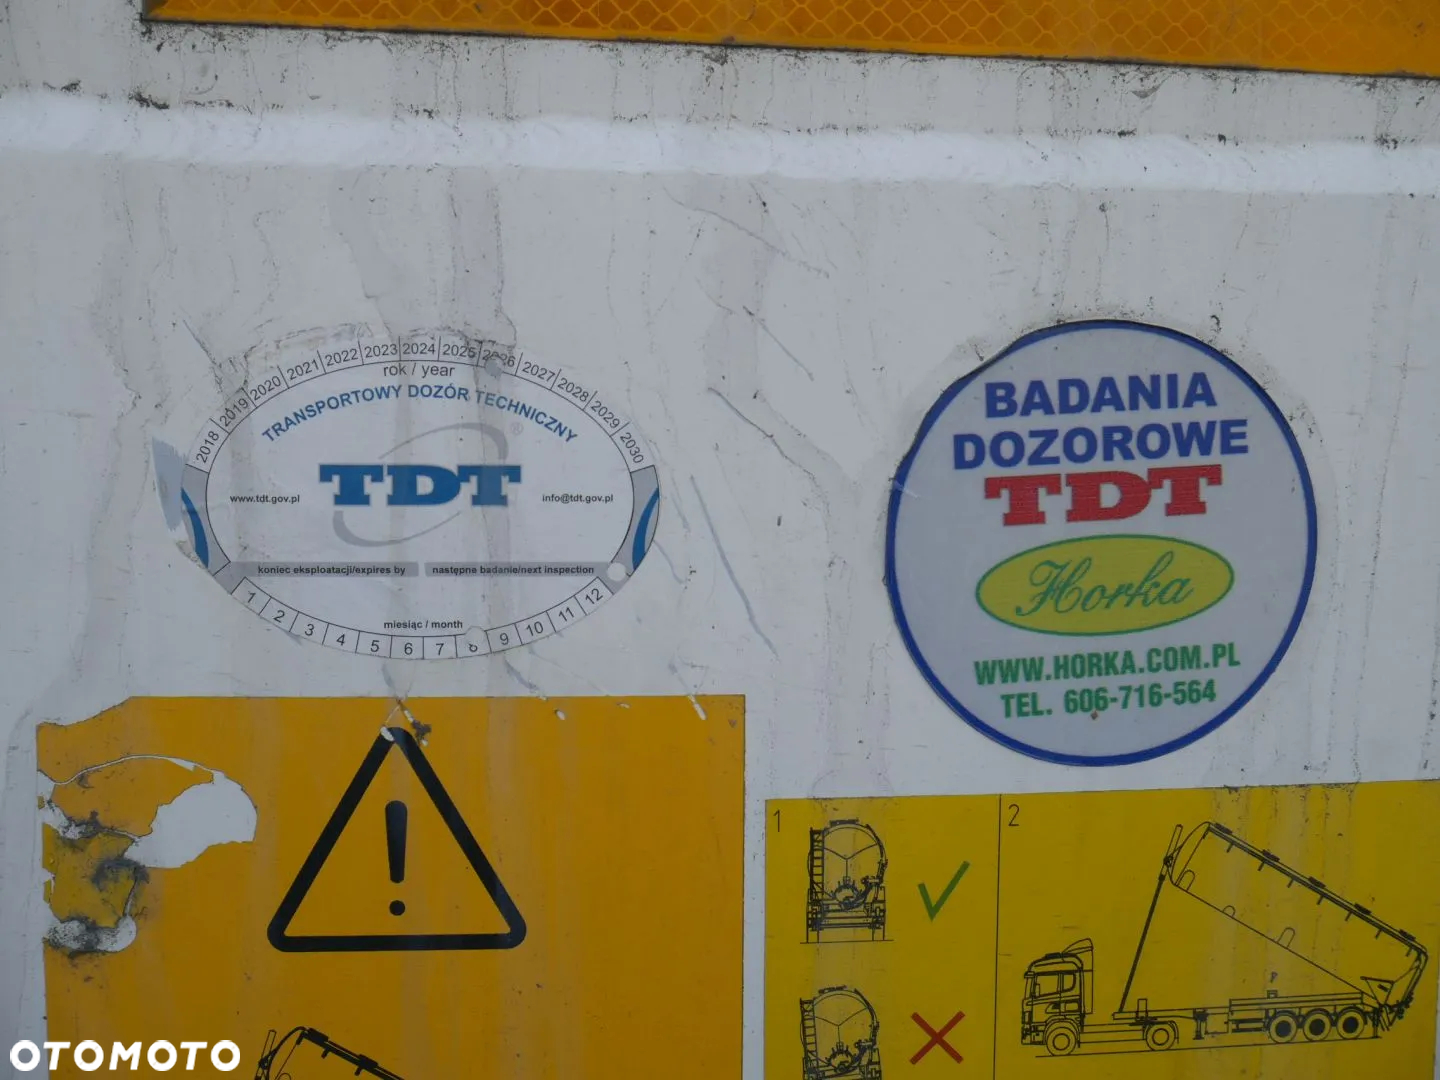 2018 2019 2020 2021 2022 2023 2024 2025 2026 2027 2028 2029 2030
rok / year
TRANSPORTOWY DOZÓR TECHNICZNY
®
TDT
www.tdt.gov.pl
info@tdt.gov.pl
koniec eksploatacji/expires by
następne badanie/next inspection
miesiąc / month
1 2 3 4 5 6 7 8 9 10 11 12
BADANIA
DOZOROWE
TDT
Horka
WWW.HORKA.COM.PL
TEL. 606-716-564
!
1
2
OTOMOTO